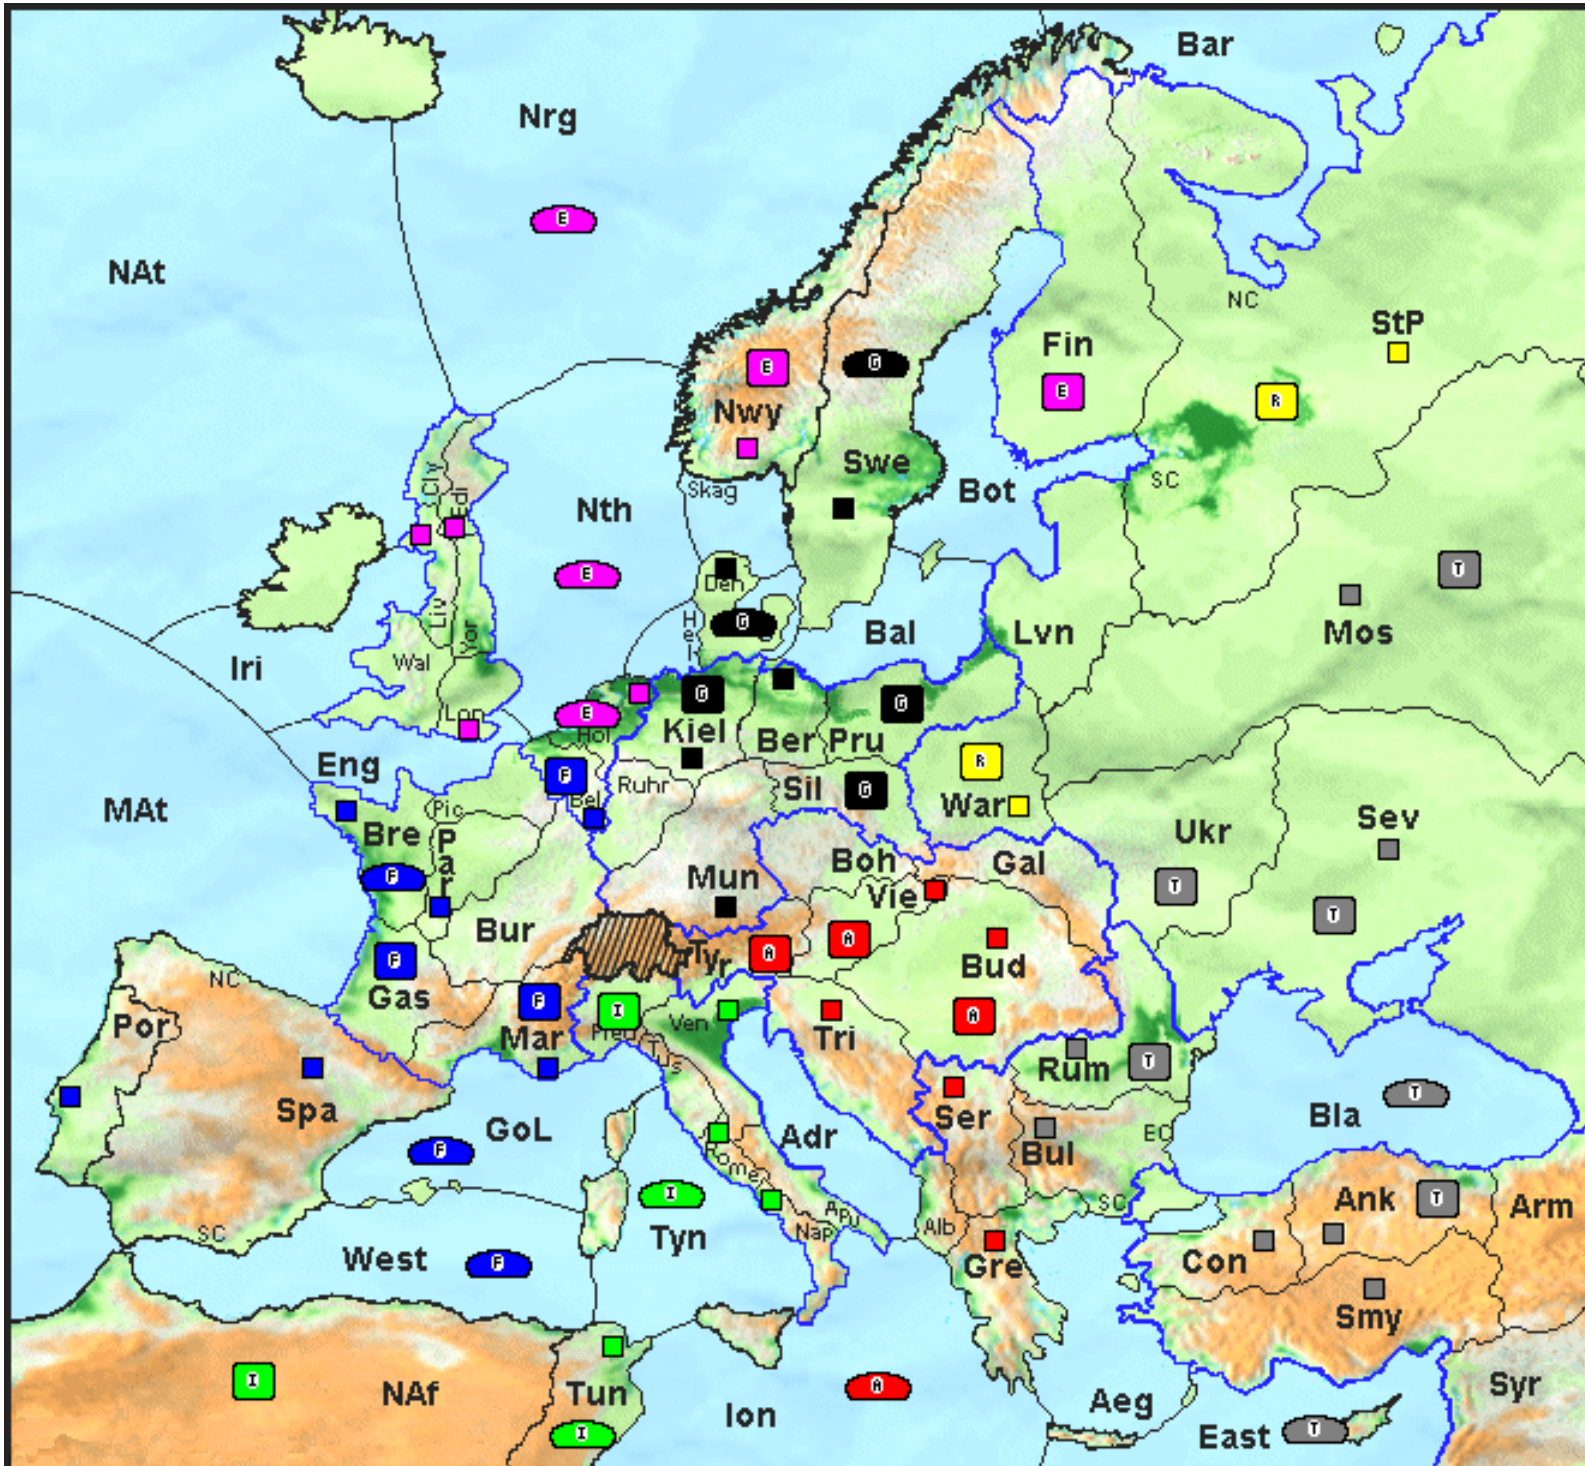 Bar
Nrg
E
NAt
NC
StP
Fin
E
G
E
R
Nwy
Swe
SC
Cly
Edi
Skag
Bot
Nth
E
T
Den
Mos
Liv
Yor
Hel
G
Bal
Lvn
Iri
Wal
Lon
E
Hol
G
Kiel
G
Ber
Pru
R
War
Eng
F
Bel
Ruhr
Sil
G
MAt
Pic
Bre
Par
F
Ukr
Sev
Boh
Gal
Mun
Vie
T
T
Bur
A
A
Tyr
Bud
F
Gas
NC
F
Mar
I
Pied
Ven
Tus
Tri
A
Por
Rum
T
Spa
Ser
T
Bla
GoL
F
Adr
Bul
EC
Rome
I
Tyn
Apu
Nap
Alb
SC
Ank
T
Arm
SC
West
F
Gre
Con
Smy
I
NAf
Tun
I
A
Ion
Aeg
East
T
Syr